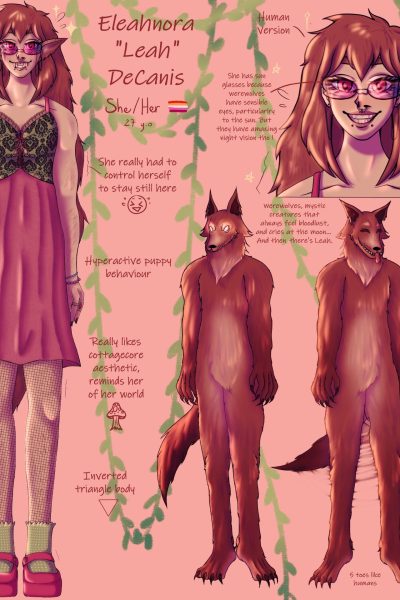 Eleahnora
"Leah"
DeCanis
She/Her
27 y.o
Human
Version
She has sun
glasses because
werewolves
have sensible
eyes, particulary
to the sun. But
they have amazing
night vision tho !
She really had to
control herself
to stay still here
Werewolves, mystic
creatures that
always feel bloodlust,
and cries at the moon...
And then there's Leah.
Hyperactive puppy
behaviour
Really likes
cottagecore
aesthetic,
reminds her
of her world
Inverted
triangle body
5 toes like
humans